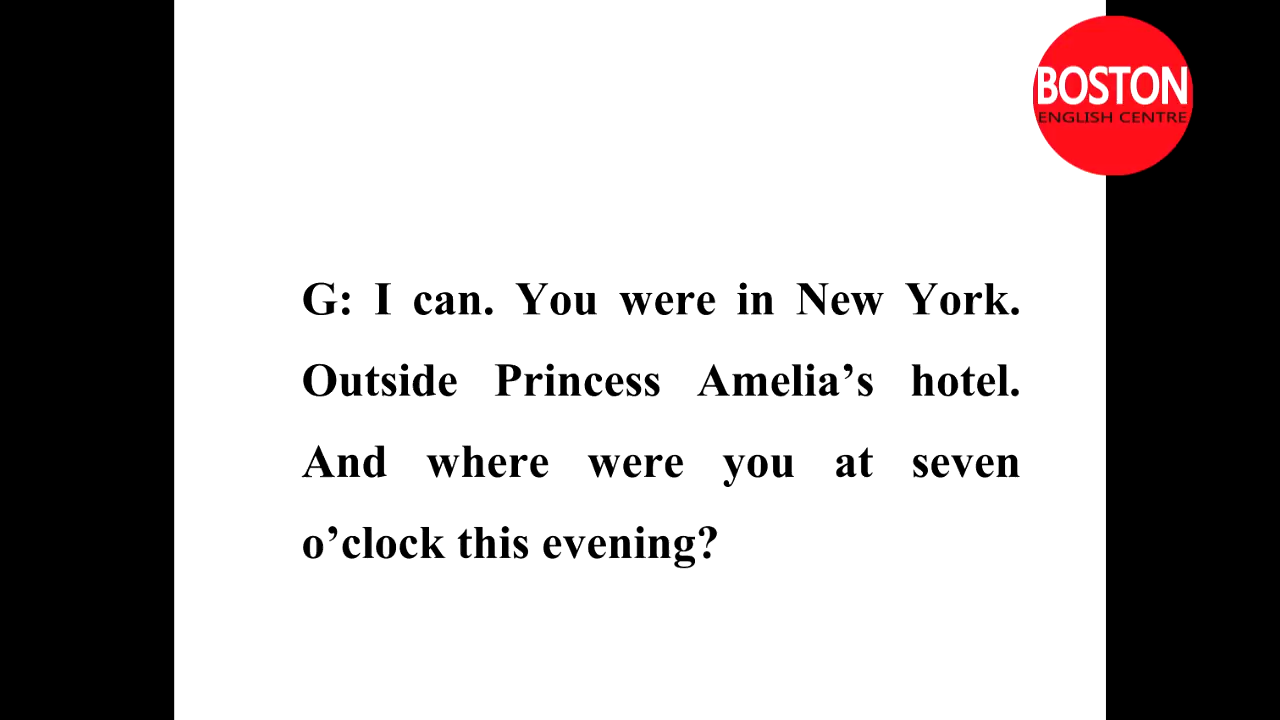 BOSTON
ENGLISH CENTRE
G: I can. You were in New York.
Outside Princess Amelia’s hotel.
And where were you at seven
o’clock this evening?